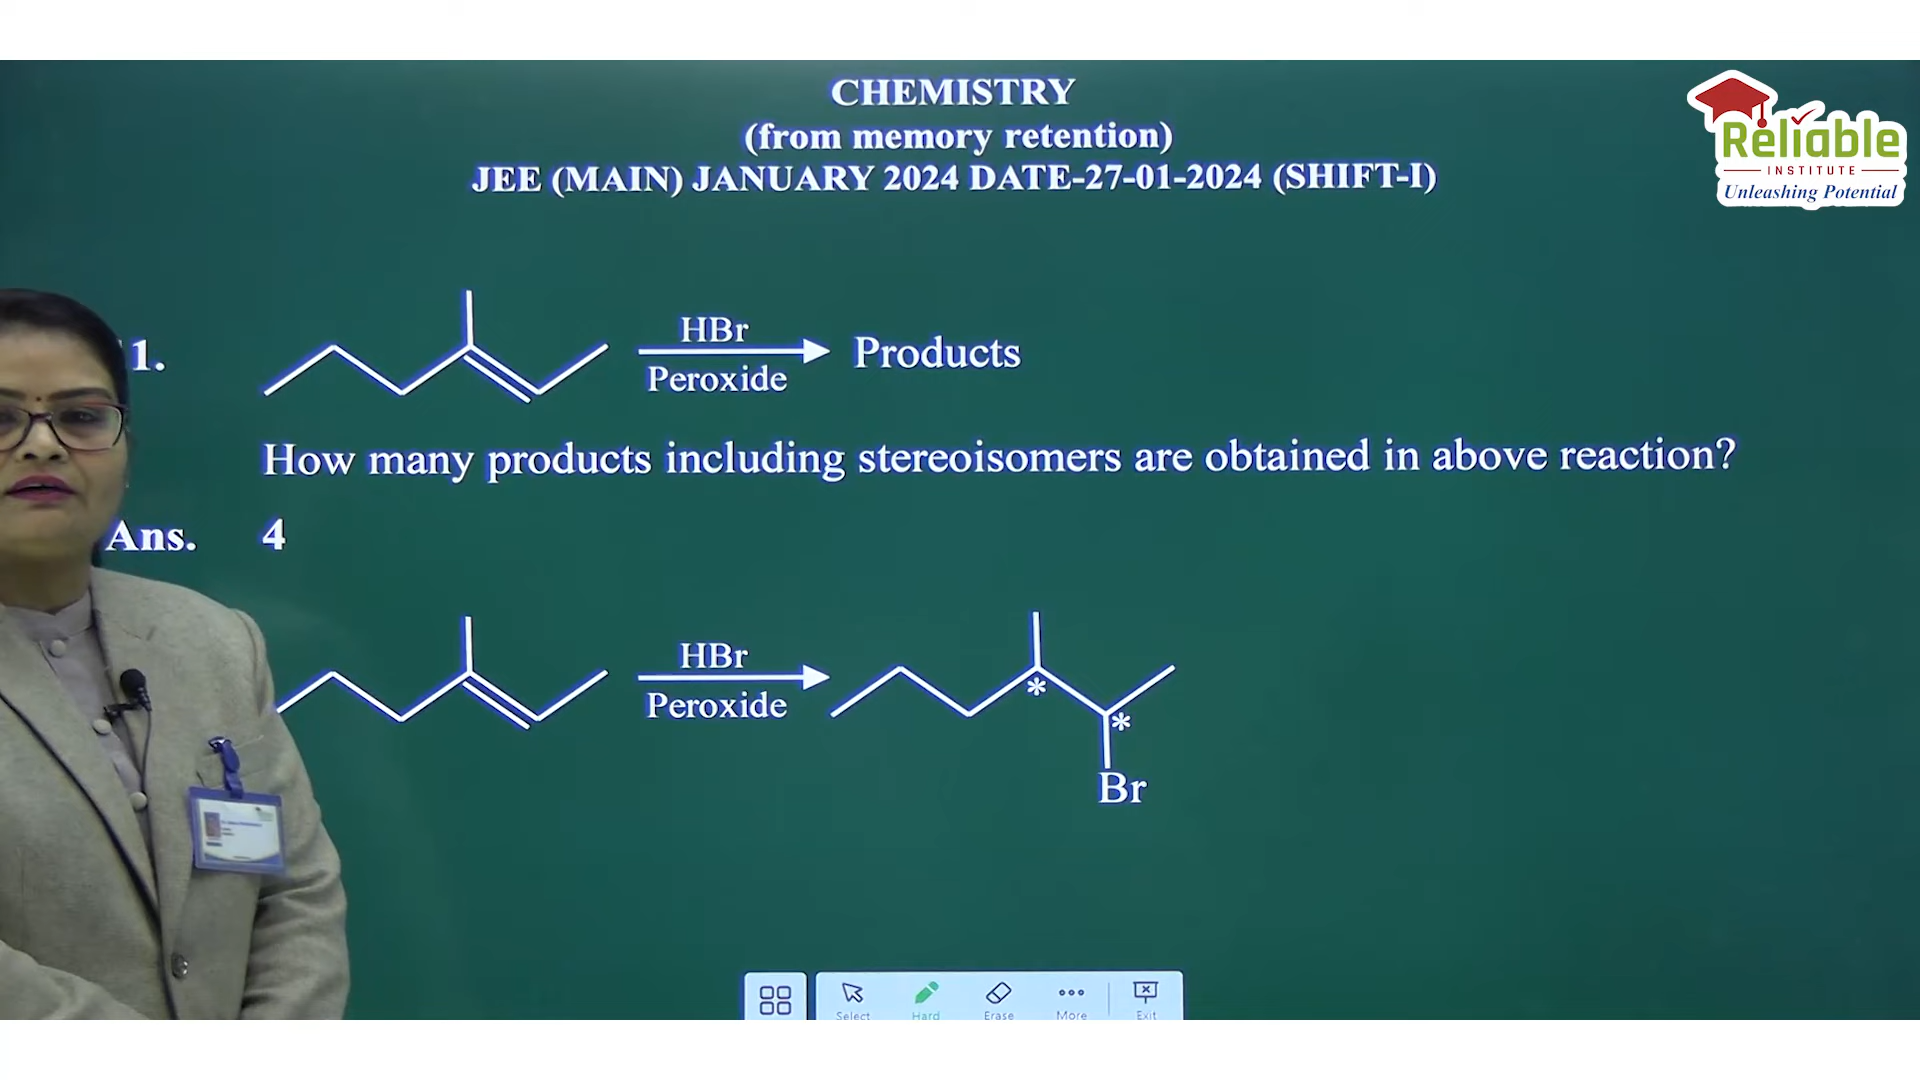 CHEMISTRY
(from memory retention)
JEE (MAIN) JANUARY 2024 DATE-27-01-2024 (SHIFT-I)
Reliable
INSTITUTE
Unleashing Potential
1.
HBr
Peroxide
Products
How many products including stereoisomers are obtained in above reaction?
Ans. 4
HBr
Peroxide
*
*
Br
Select
Hard
Erase
More
Exit